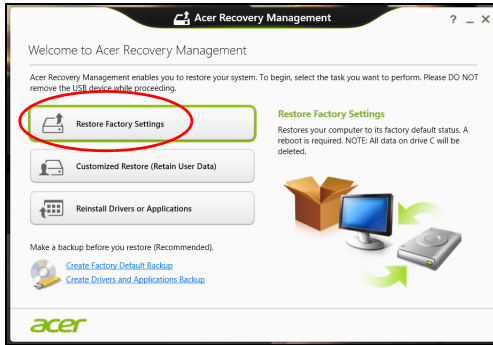 Acer Recovery Management
? _ X
Welcome to Acer Recovery Management
Acer Recovery Management enables you to restore your system. To begin, select the task you want to perform. Please DO NOT
remove the USB device while proceeding.
Restore Factory Settings
Customized Restore (Retain User Data)
Reinstall Drivers or Applications
Restore Factory Settings
Restores your computer to its factory default status. A
reboot is required. NOTE: All data on drive C will be
deleted.
Make a backup before you restore (Recommended).
Create Factory Default Backup
Create Drivers and Applications Backup
acer